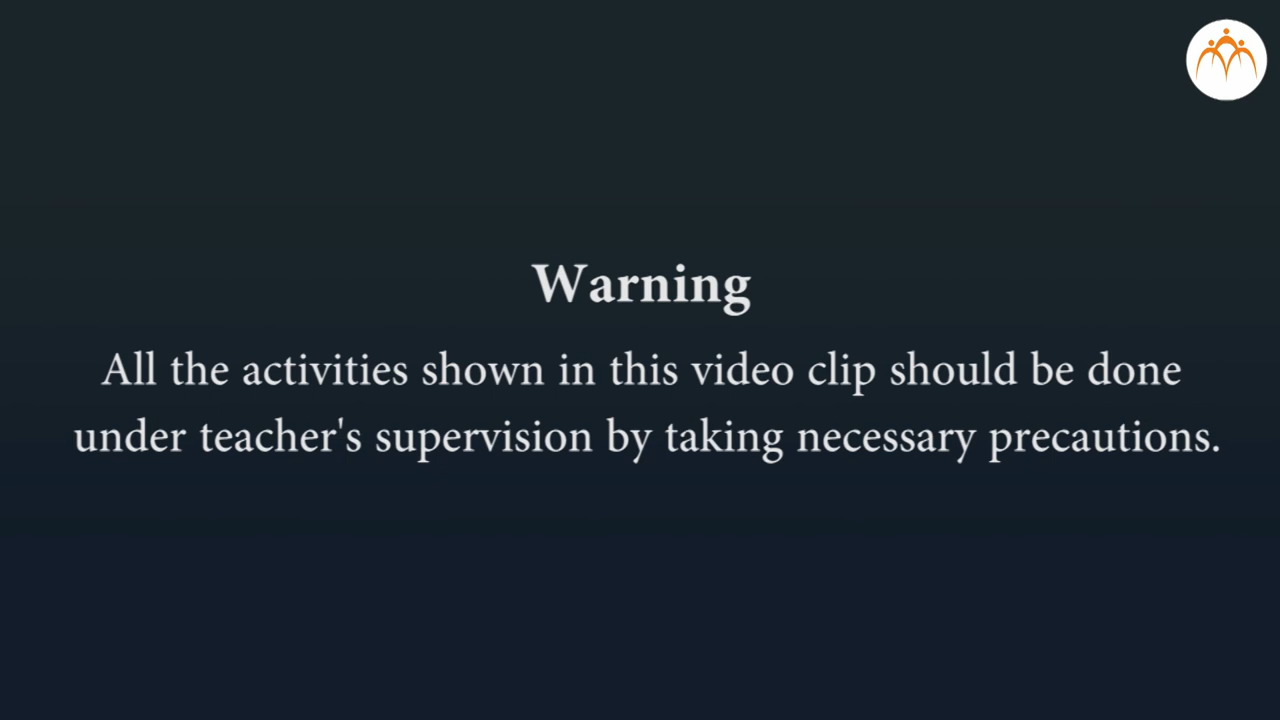 Warning
All the activities shown in this video clip should be done
under teacher's supervision by taking necessary precautions.